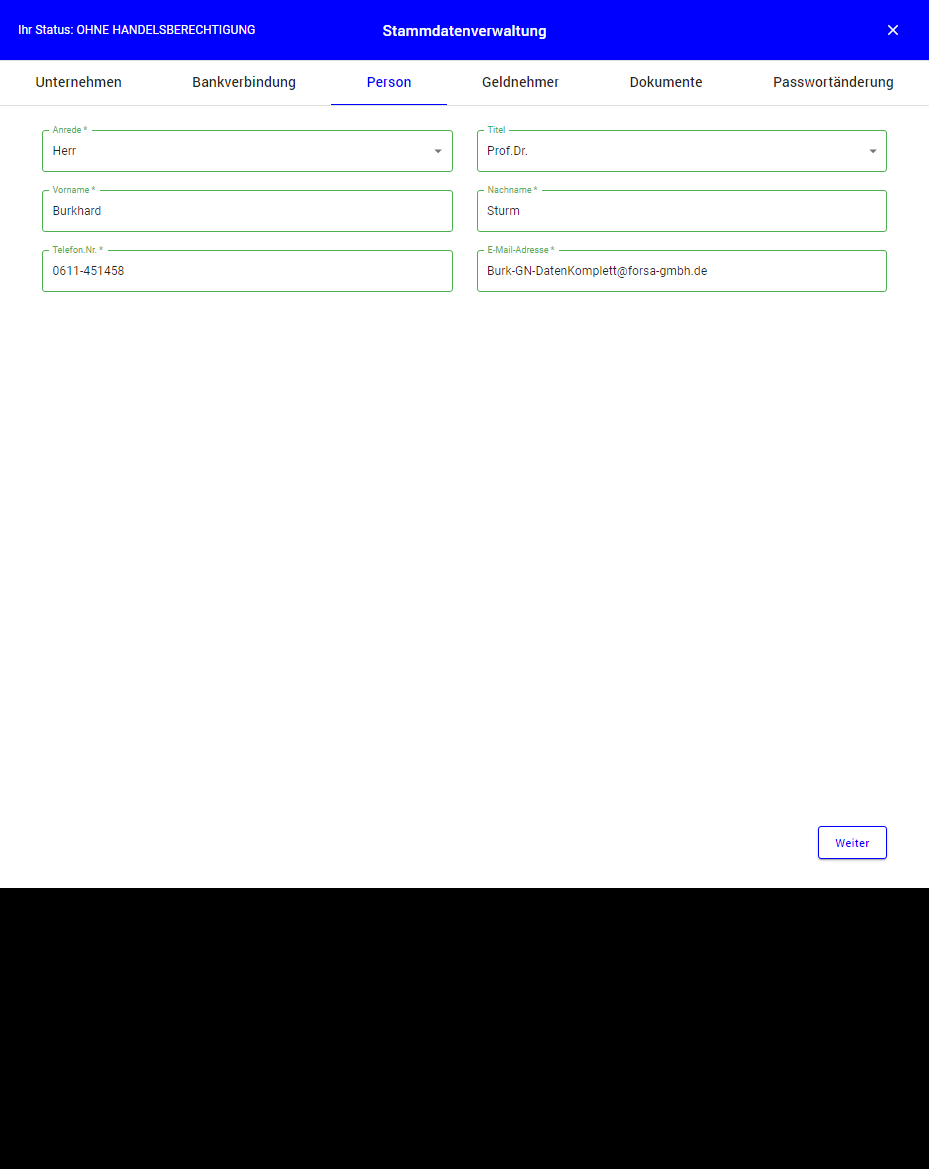 Ihr Status: OHNE HANDELSBERECHTIGUNG
Stammdatenverwaltung
Unternehmen
Bankverbindung
Person
Geldnehmer
Dokumente
Passwortänderung
Anrede *
Herr
Titel
Prof.Dr.
Vorname *
Burkhard
Nachname *
Sturm
Telefon.Nr. *
0611-451458
E-Mail-Adresse *
Burk-GN-DatenKomplett@forsa-gmbh.de
Weiter